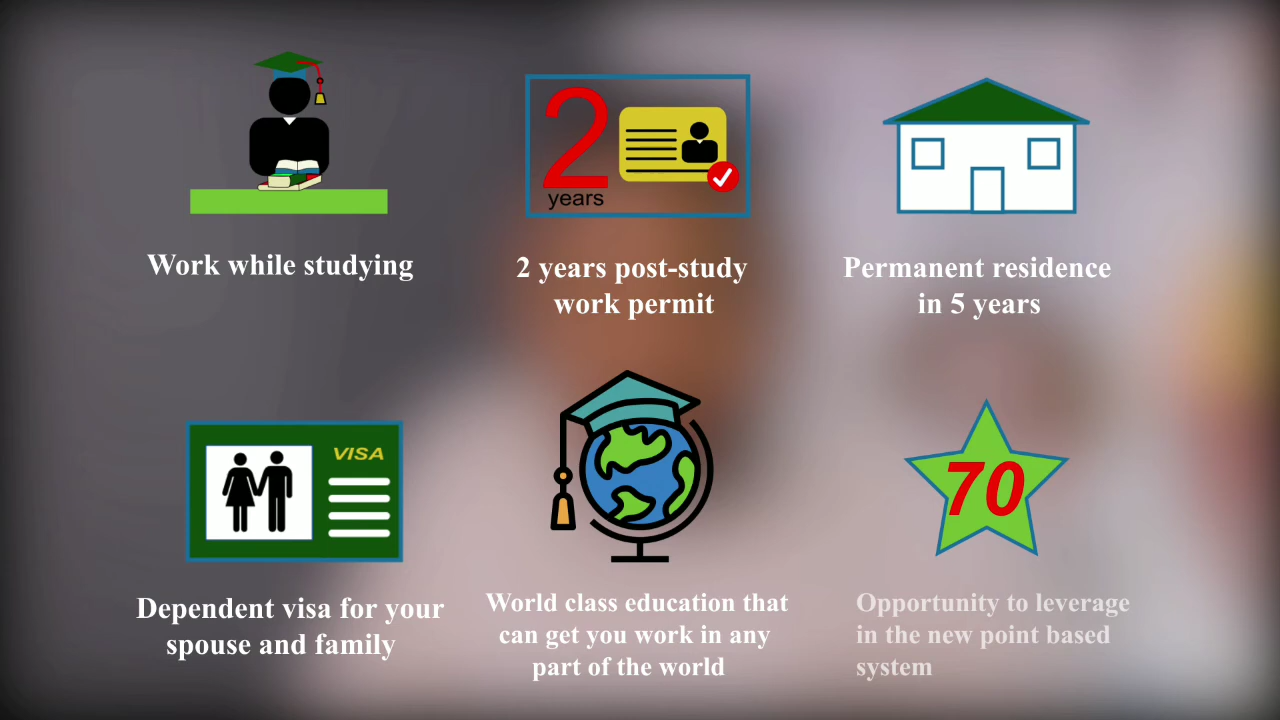 2
years
Work while studying
2 years post-study
work permit
Permanent residence
in 5 years
VISA
70
Dependent visa for your
spouse and family
World class education that
can get you work in any
part of the world
Opportunity to leverage
in the new point based
system